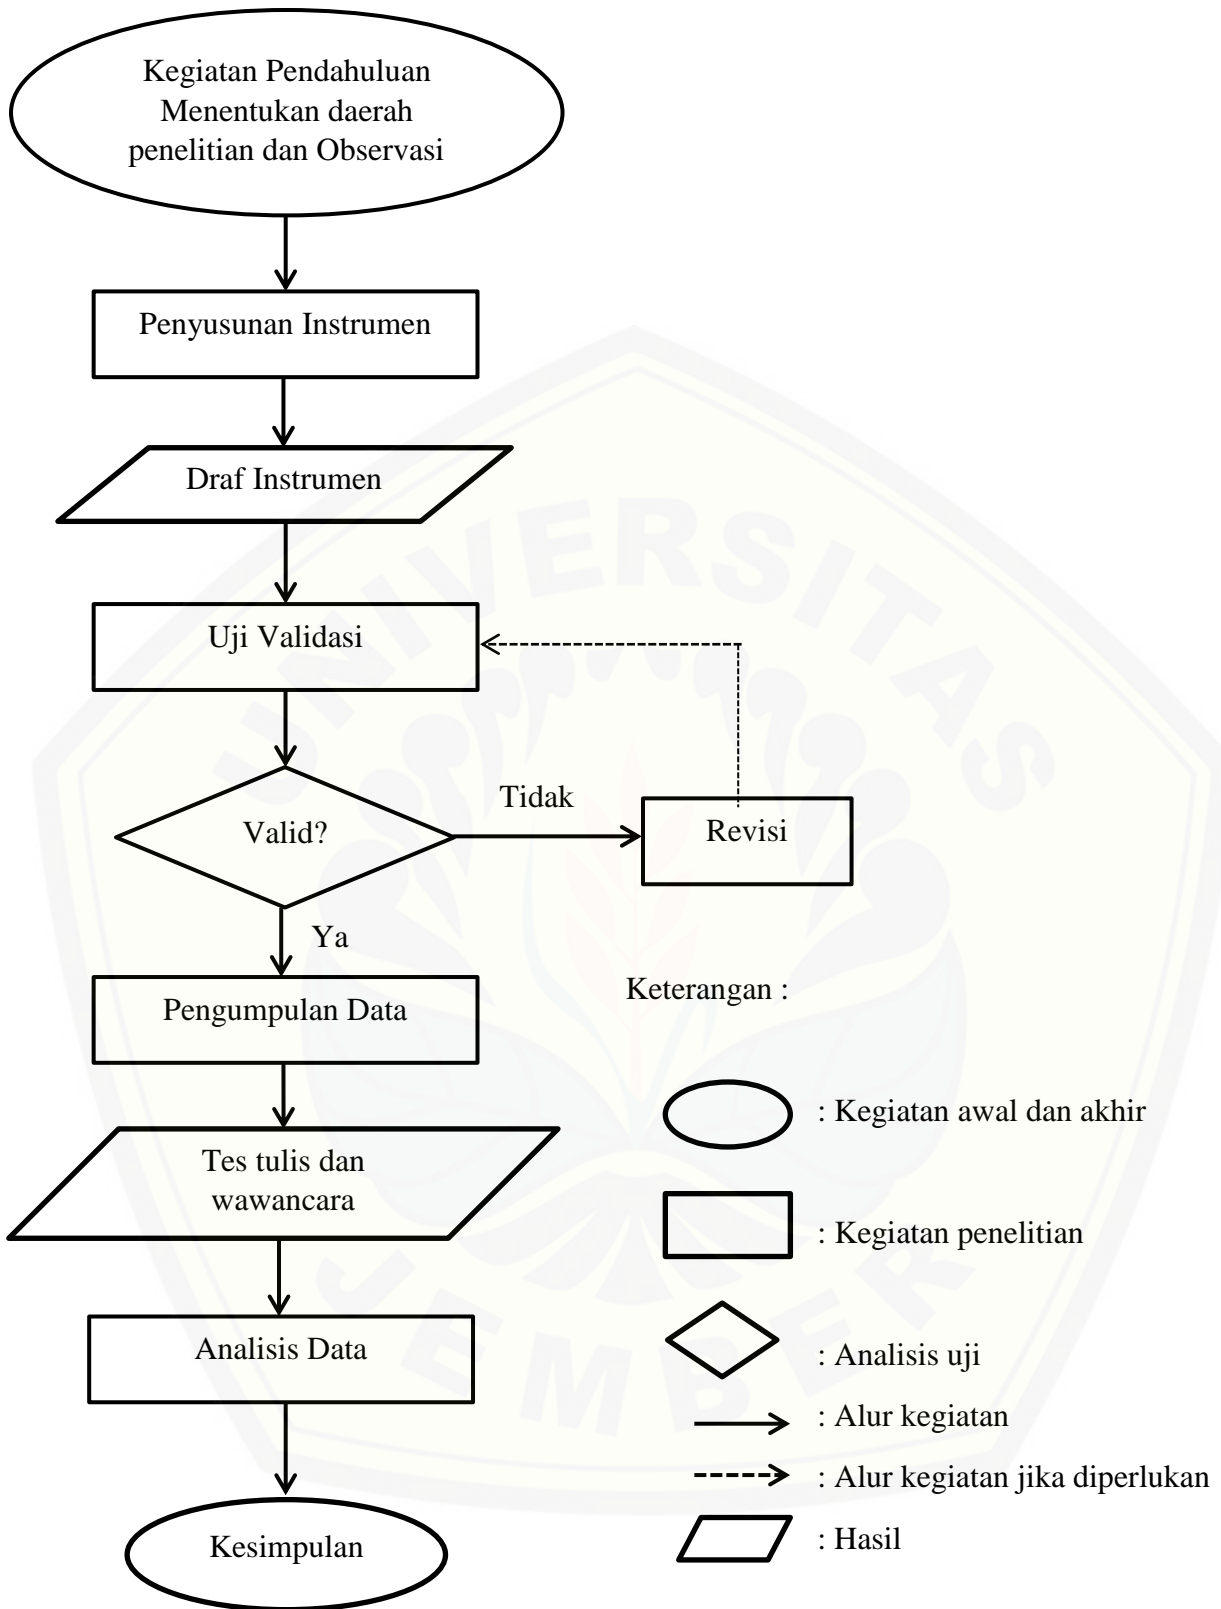 Kegiatan Pendahuluan
Menentukan daerah
penelitian dan Observasi
Penyusunan Instrumen
Draf Instrumen
Uji Validasi
Valid?
Tidak
Revisi
Ya
Pengumpulan Data
Tes tulis dan
wawancara
Analisis Data
Kesimpulan
Keterangan :
: Kegiatan awal dan akhir
: Kegiatan penelitian
: Analisis uji
: Alur kegiatan
: Alur kegiatan jika diperlukan
: Hasil
UNIVERSITAS
JEMBER